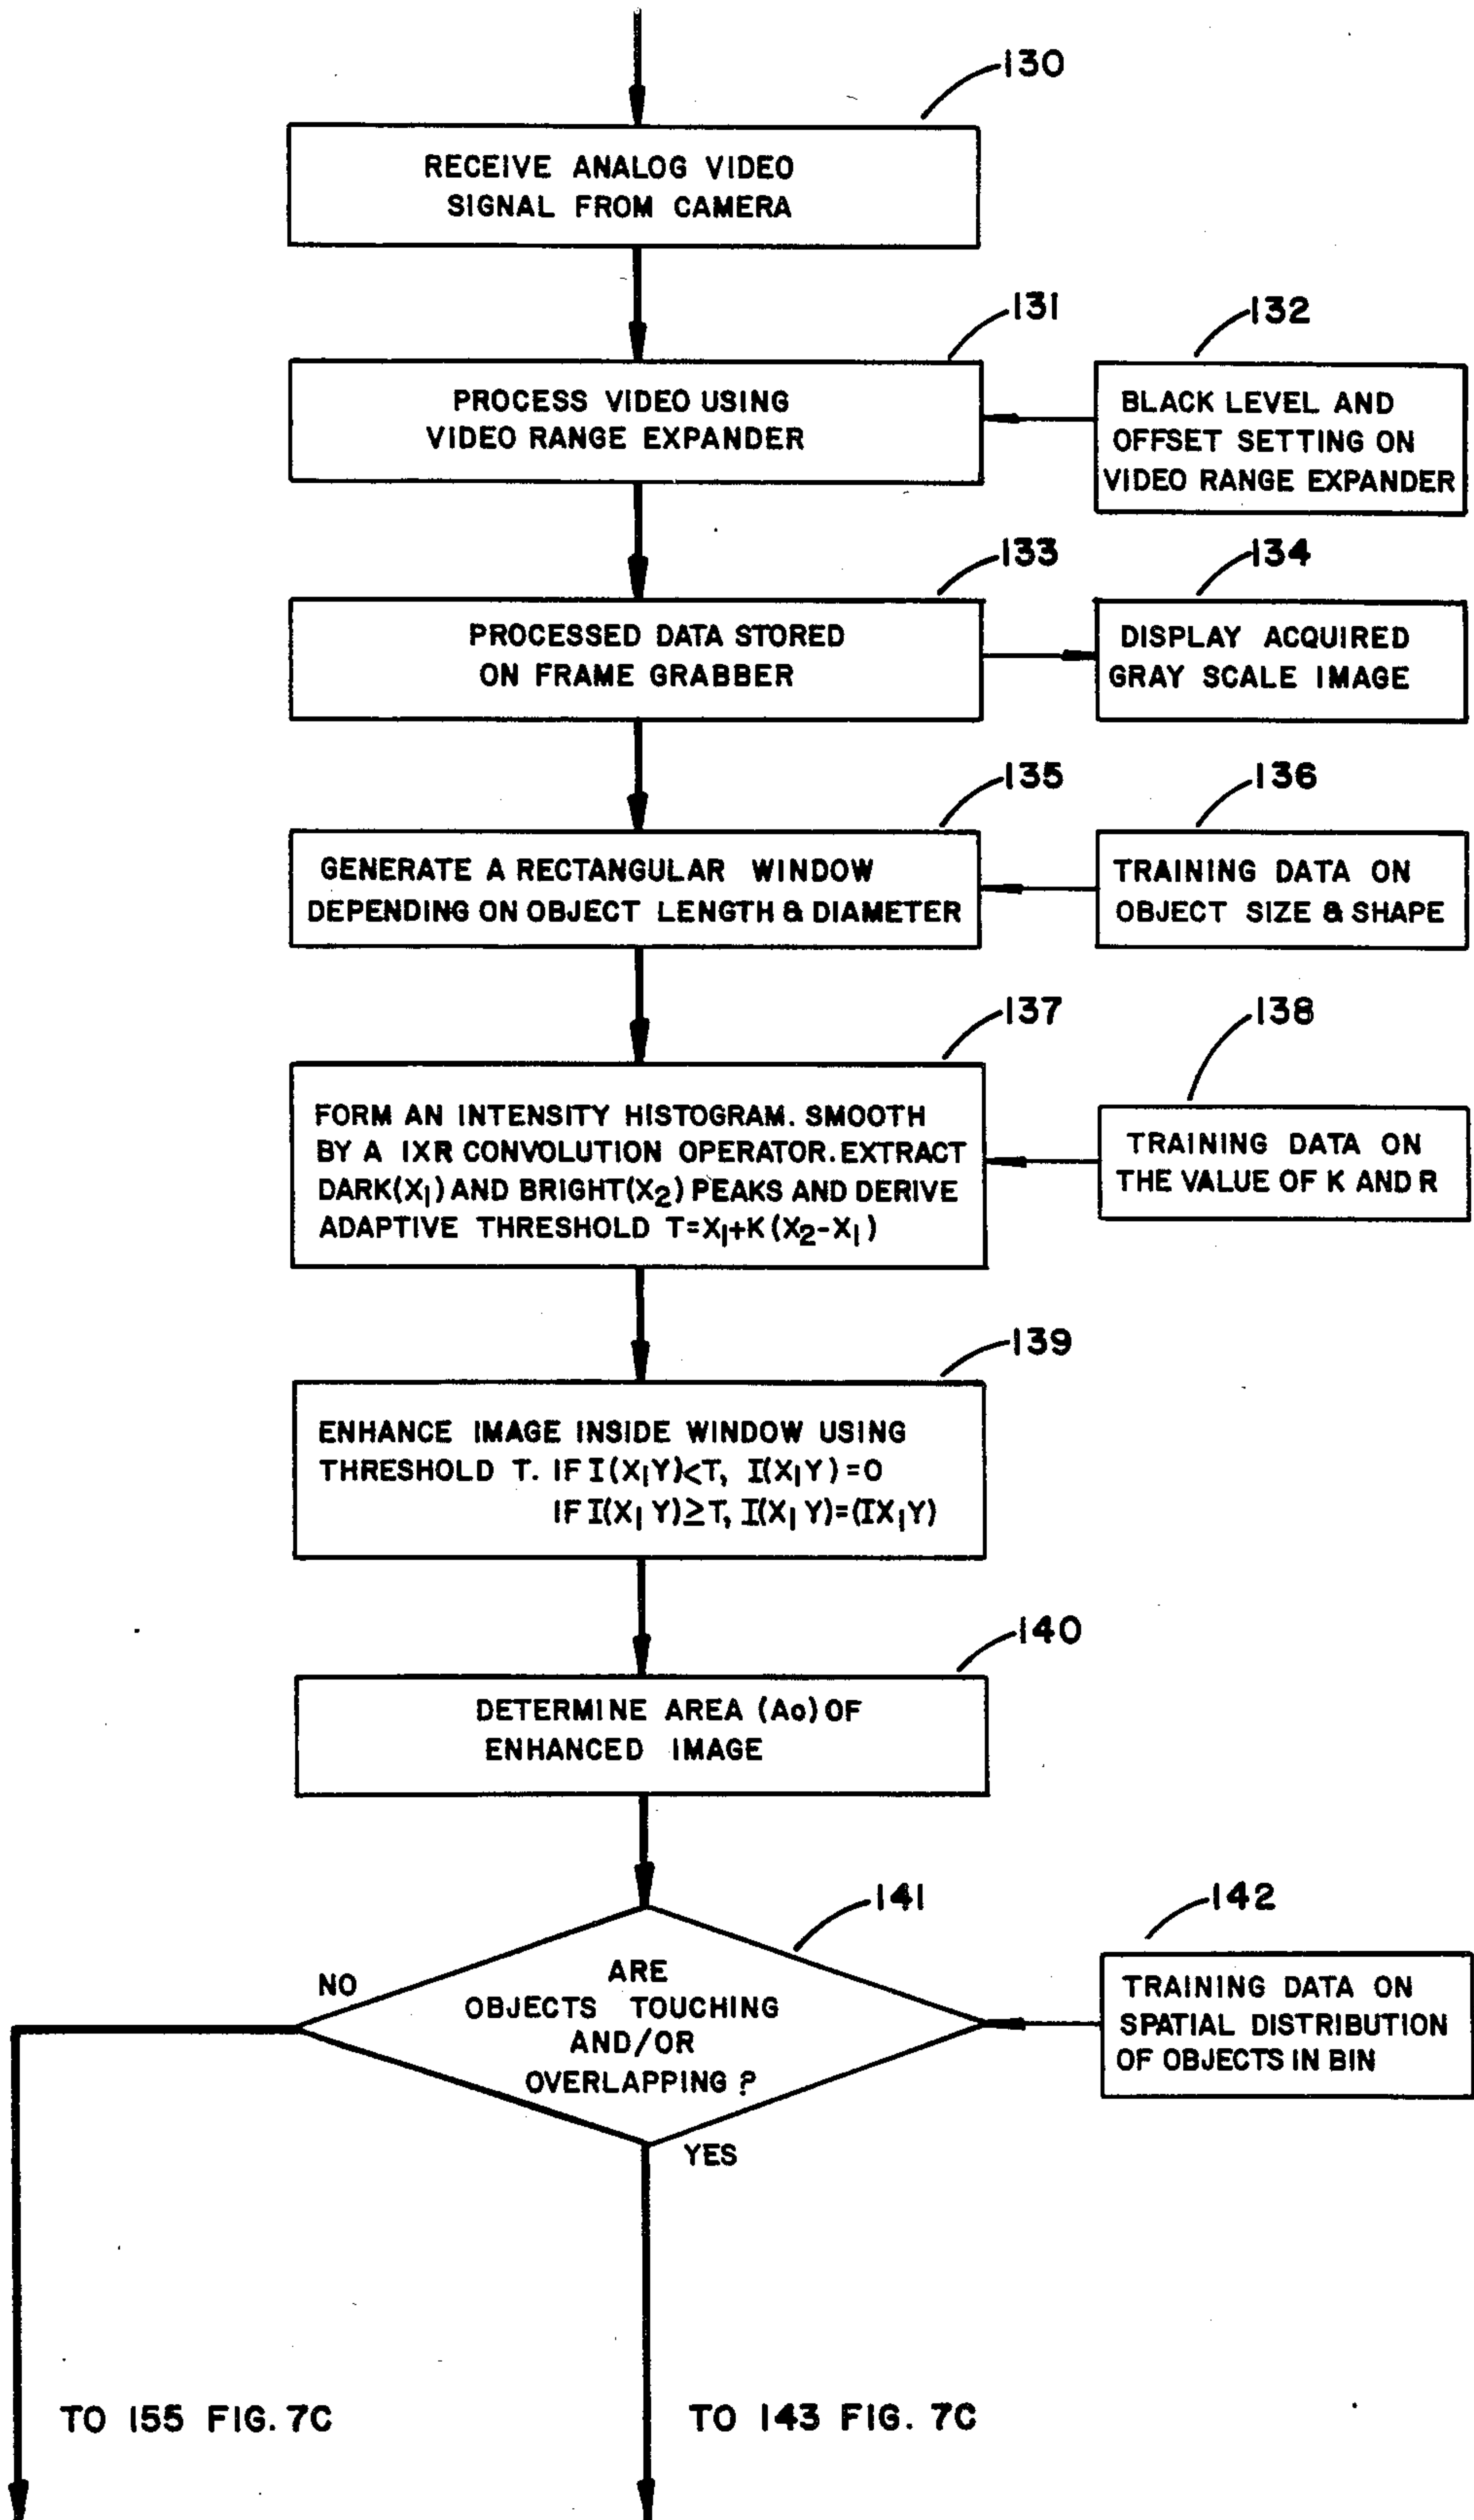 130
RECEIVE ANALOG VIDEO
SIGNAL FROM CAMERA
131
PROCESS VIDEO USING
VIDEO RANGE EXPANDER
132
BLACK LEVEL AND
OFFSET SETTING ON
VIDEO RANGE EXPANDER
133
PROCESSED DATA STORED
ON FRAME GRABBER
134
DISPLAY ACQUIRED
GRAY SCALE IMAGE
135
GENERATE A RECTANGULAR WINDOW
DEPENDING ON OBJECT LENGTH & DIAMETER
136
TRAINING DATA ON
OBJECT SIZE & SHAPE
137
FORM AN INTENSITY HISTOGRAM. SMOOTH
BY A IXR CONVOLUTION OPERATOR. EXTRACT
DARK(X₁) AND BRIGHT(X₂) PEAKS AND DERIVE
ADAPTIVE THRESHOLD T=X₁+K(X₂-X₁)
138
TRAINING DATA ON
THE VALUE OF K AND R
139
ENHANCE IMAGE INSIDE WINDOW USING
THRESHOLD T. IF I(X₁Y)<T, I(X₁Y)=0
IF I(X₁Y)≥T, I(X₁Y)=(IX₁Y)
140
DETERMINE AREA (Ao) OF
ENHANCED IMAGE
141
ARE
OBJECTS TOUCHING
AND/OR
OVERLAPPING?
NO
YES
142
TRAINING DATA ON
SPATIAL DISTRIBUTION
OF OBJECTS IN BIN
TO 155 FIG. 7C
TO 143 FIG. 7C